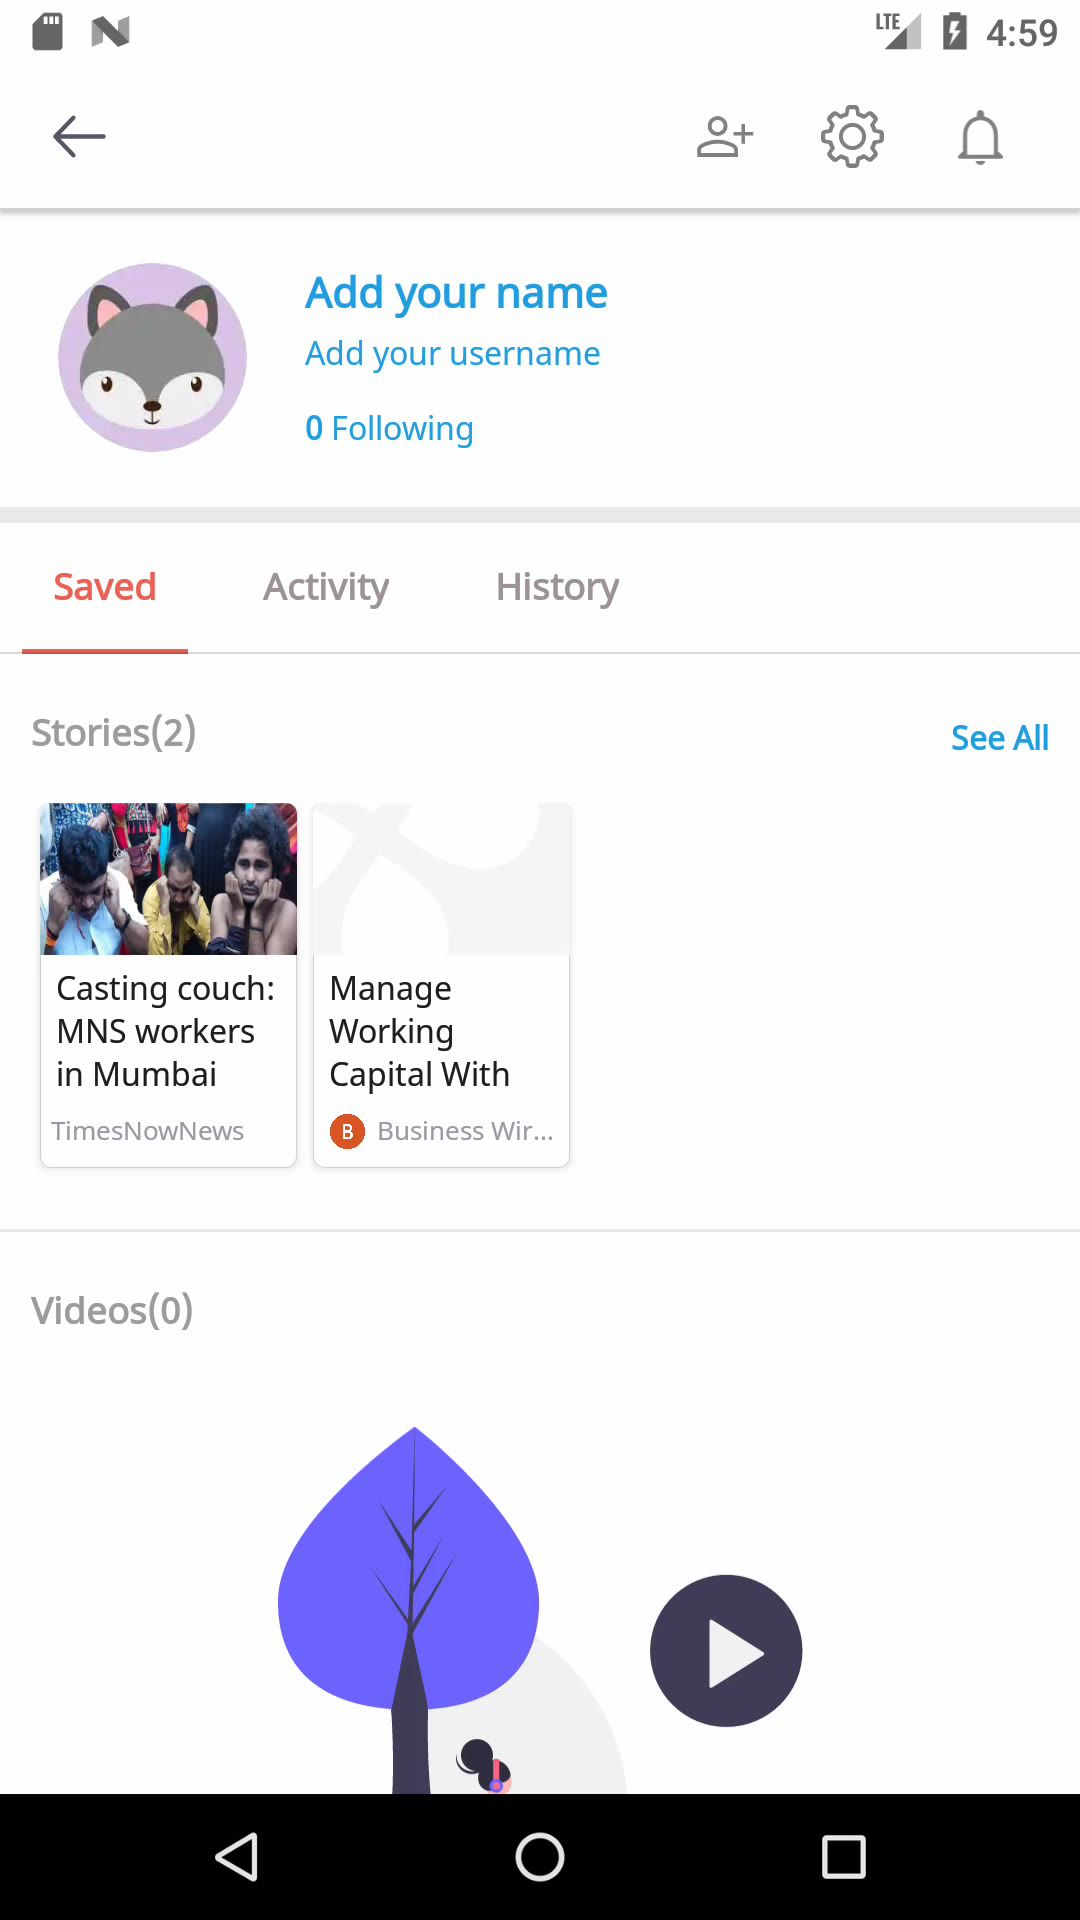 LTE 4:59
Add your name
Add your username
0 Following
Saved Activity History
Stories(2)
See All
Casting couch:
MNS workers
in Mumbai
TimesNowNews
Manage
Working
Capital With
B Business Wir...
Videos(0)